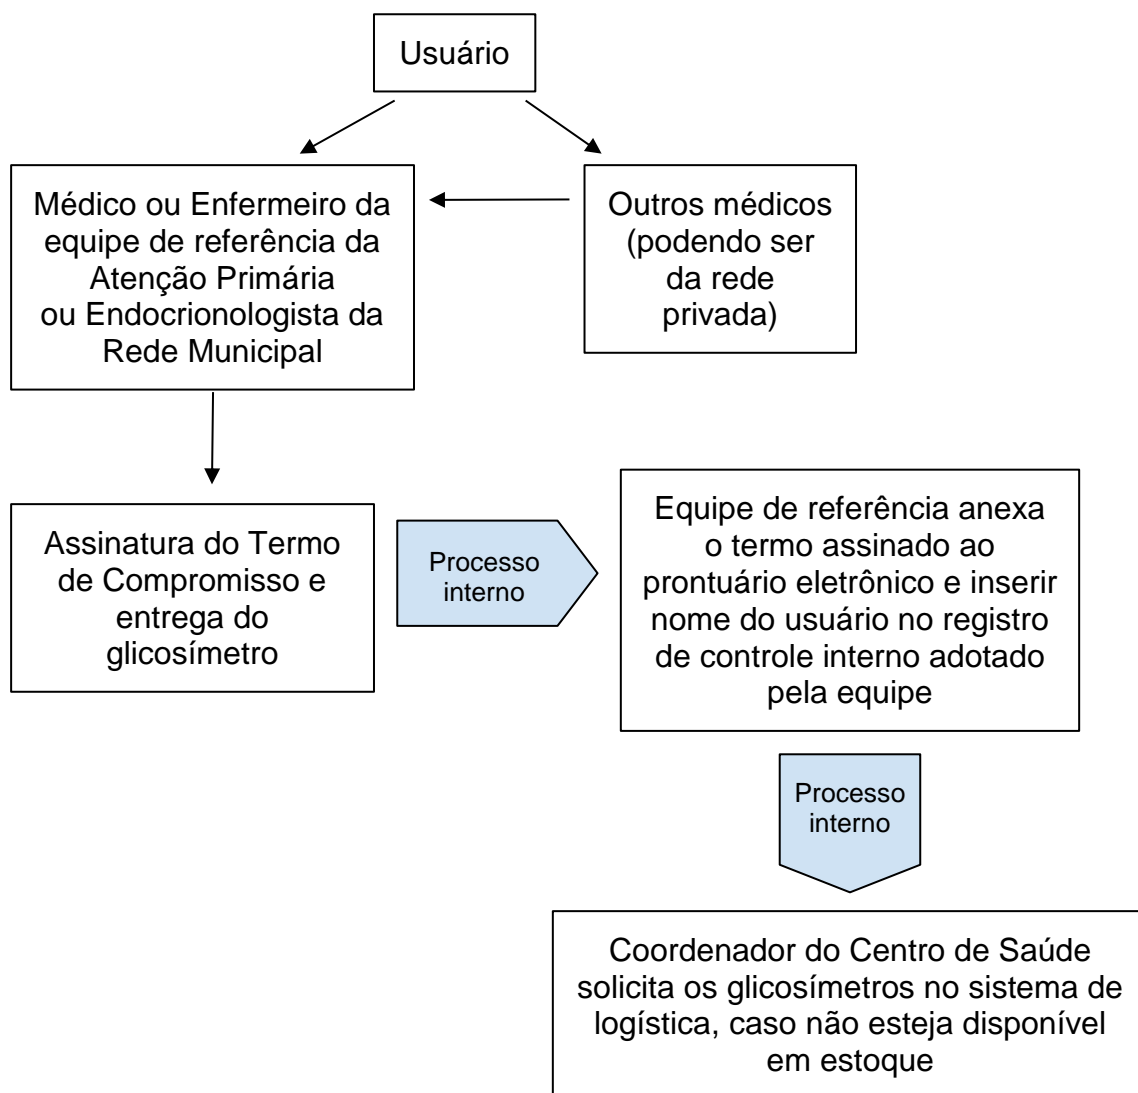 Usuário
Médico ou Enfermeiro da
equipe de referência da
Atenção Primária
ou Endocrionologista da
Rede Municipal
Outros médicos
(podendo ser
da rede
privada)
Assinatura do Termo
de Compromisso e
entrega do
glicosímetro
Processo
interno
Equipe de referência anexa
o termo assinado ao
prontuário eletrônico e inserir
nome do usuário no registro
de controle interno adotado
pela equipe
Processo
interno
Coordenador do Centro de Saúde
solicita os glicosímetros no sistema de
logística, caso não esteja disponível
em estoque